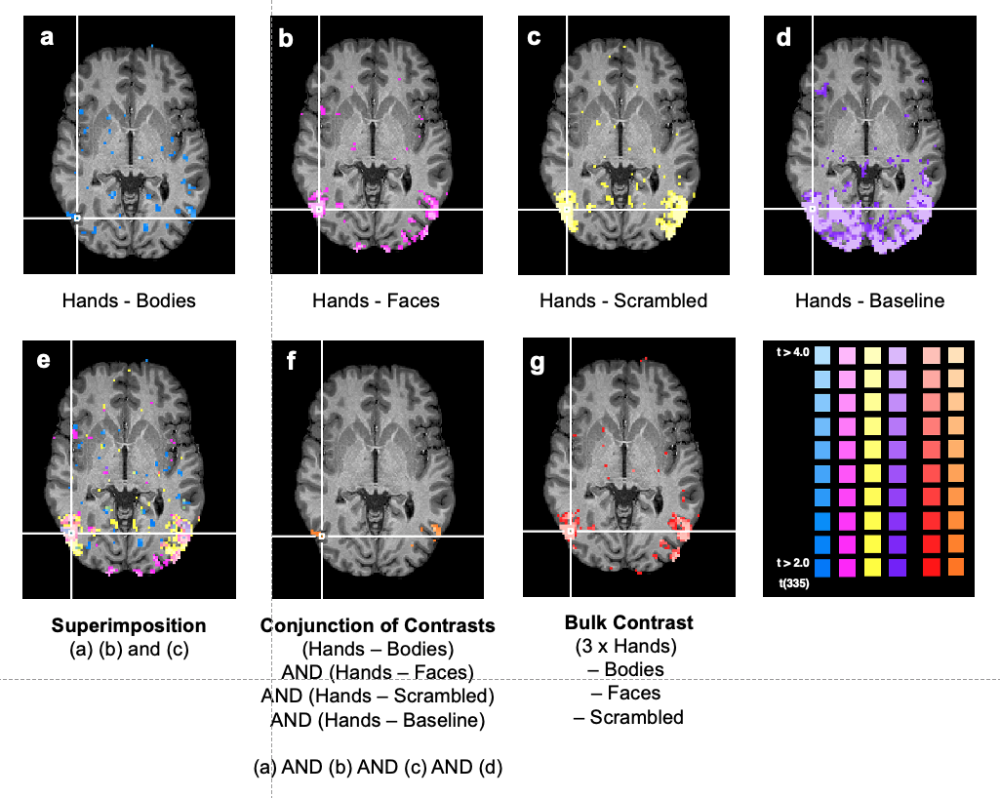 a
b
c
d
Hands - Bodies
Hands - Faces
Hands - Scrambled
Hands - Baseline
e
f
g
t > 4.0
t > 2.0
t(335)
Superimposition
(a) (b) and (c)
Conjunction of Contrasts
(Hands – Bodies)
AND (Hands – Faces)
AND (Hands – Scrambled)
AND (Hands – Baseline)
(a) AND (b) AND (c) AND (d)
Bulk Contrast
(3 x Hands)
– Bodies
– Faces
– Scrambled